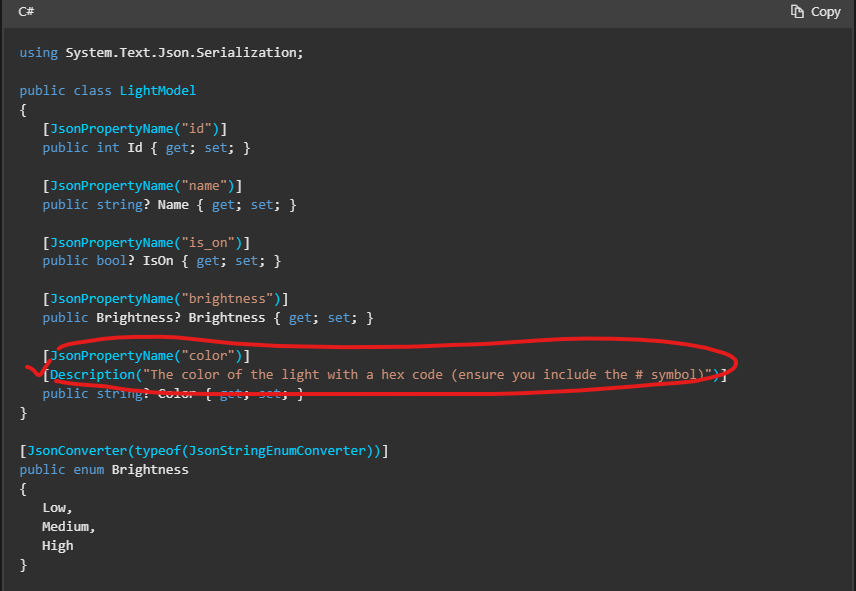 C#
Copy
using System.Text.Json.Serialization;
public class LightModel
{
[JsonPropertyName("id")]
public int Id { get; set; }
[JsonPropertyName("name")]
public string? Name { get; set; }
[JsonPropertyName("is_on")]
public bool? IsOn { get; set; }
[JsonPropertyName("brightness")]
public Brightness? Brightness { get; set; }
[JsonPropertyName("color")]
[Description("The color of the light with a hex code (ensure you include the # symbol)")]
public string? Color { get; set; }
}
[JsonConverter(typeof(JsonStringEnumConverter))]
public enum Brightness
{
Low,
Medium,
High
}